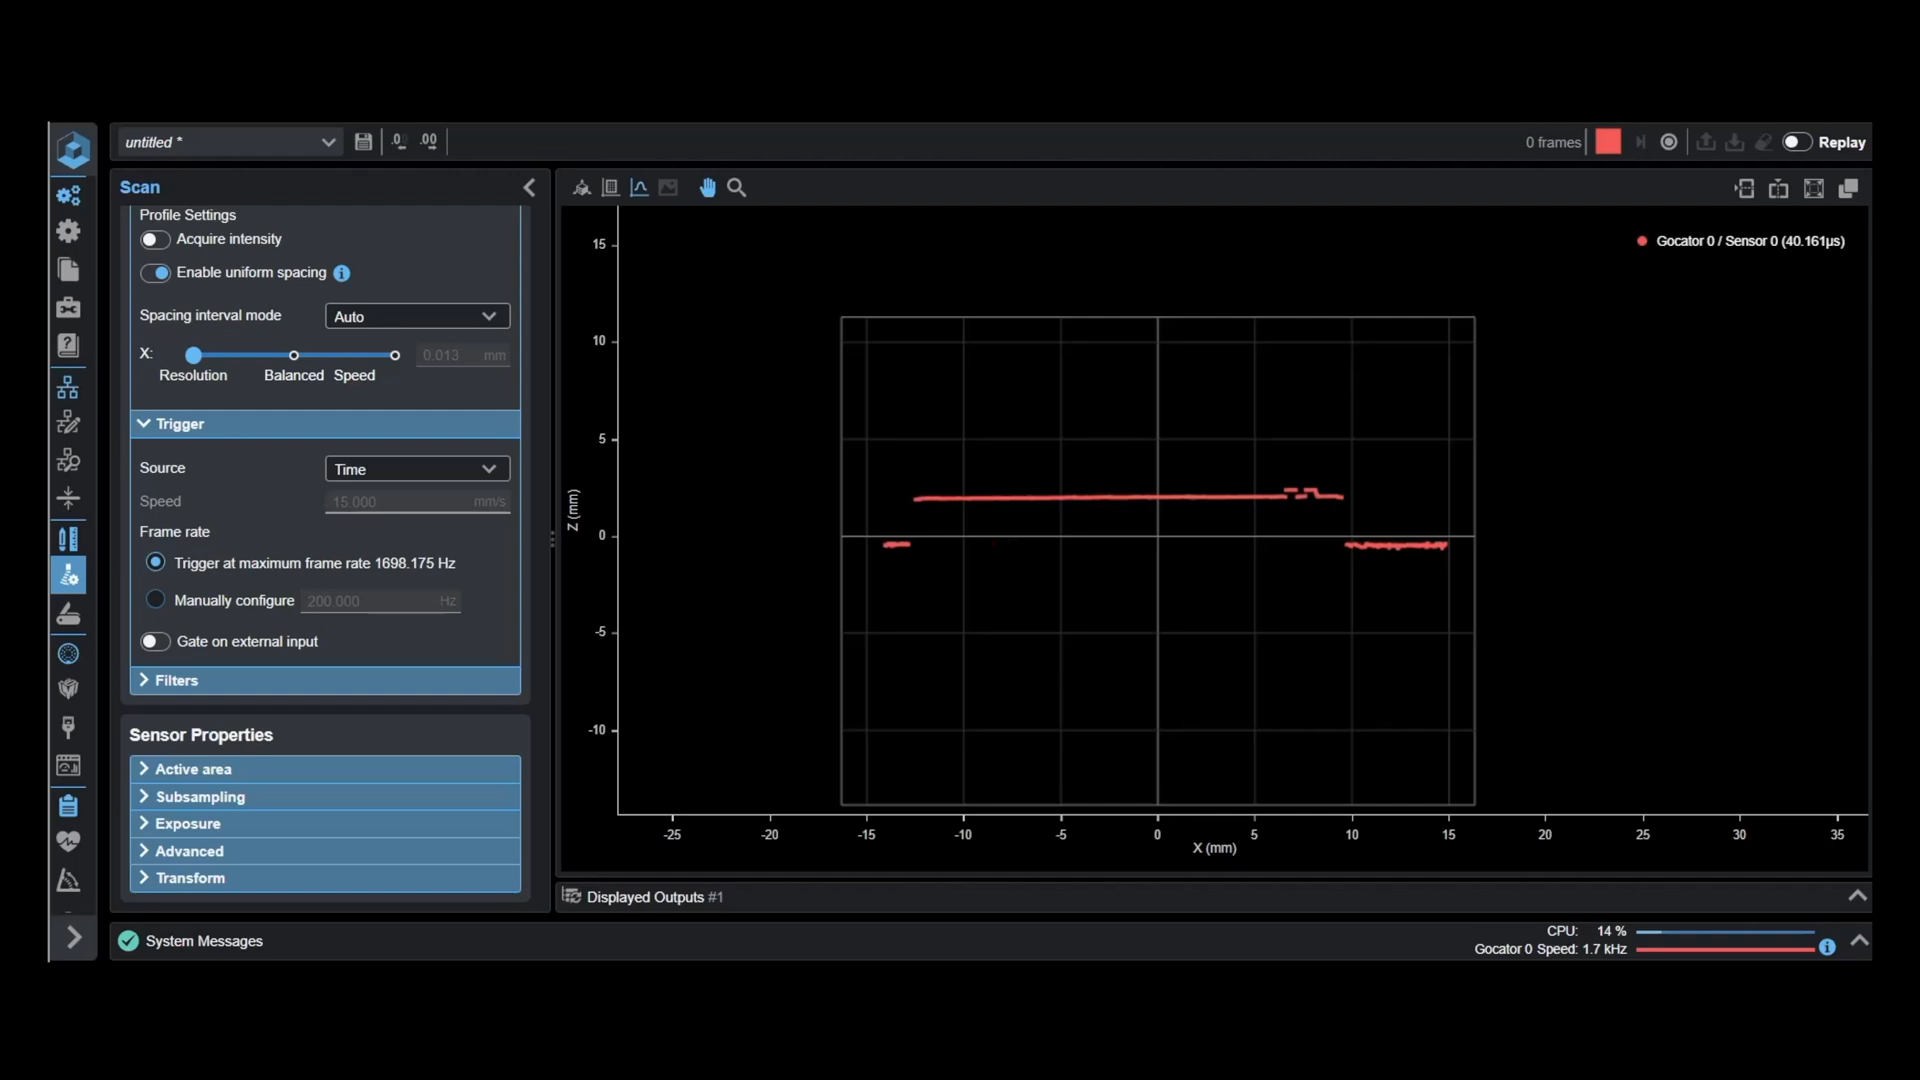 untitled *
0 frames
Replay
Scan
Profile Settings
Acquire intensity
Enable uniform spacing
Spacing interval mode
Auto
X:
0.013 mm
Resolution
Balanced
Speed
Trigger
Source
Time
Speed
15.000 mm/s
Frame rate
Trigger at maximum frame rate 1698.175 Hz
Manually configure
200.000 Hz
Gate on external input
Filters
Sensor Properties
Active area
Subsampling
Exposure
Advanced
Transform
Gocator 0 / Sensor 0 (40.161µs)
15
10
5
0
-5
-10
Z (mm)
-25 -20 -15 -10 -5 0 5 10 15 20 25 30 35
X (mm)
Displayed Outputs #1
System Messages
CPU: 14 %
Gocator 0 Speed: 1.7 kHz